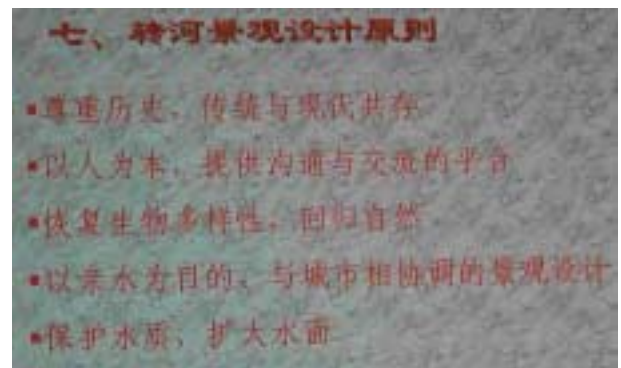 七、转河景观设计原则
▪尊重历史、传统与现代共存
▪以人为本、提供沟通与交流的平台
▪恢复生物多样性，回归自然
▪以亲水为目的、与城市相协调的景观设计
▪保护水质、扩大水面